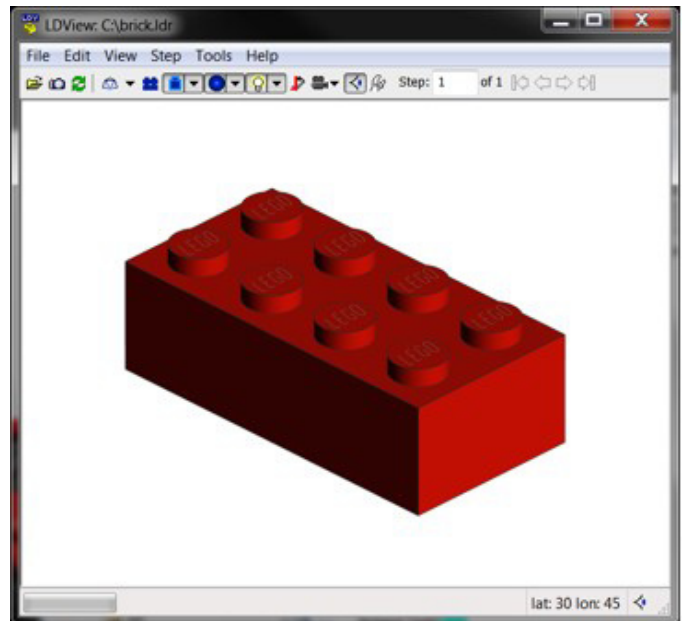 LDView: C:\brick.ldr
File Edit View Step Tools Help
Step: 1 of 1
LEGO
LEGO LEGO
LEGO LEGO
LEGO LEGO
LEGO
lat: 30 lon: 45